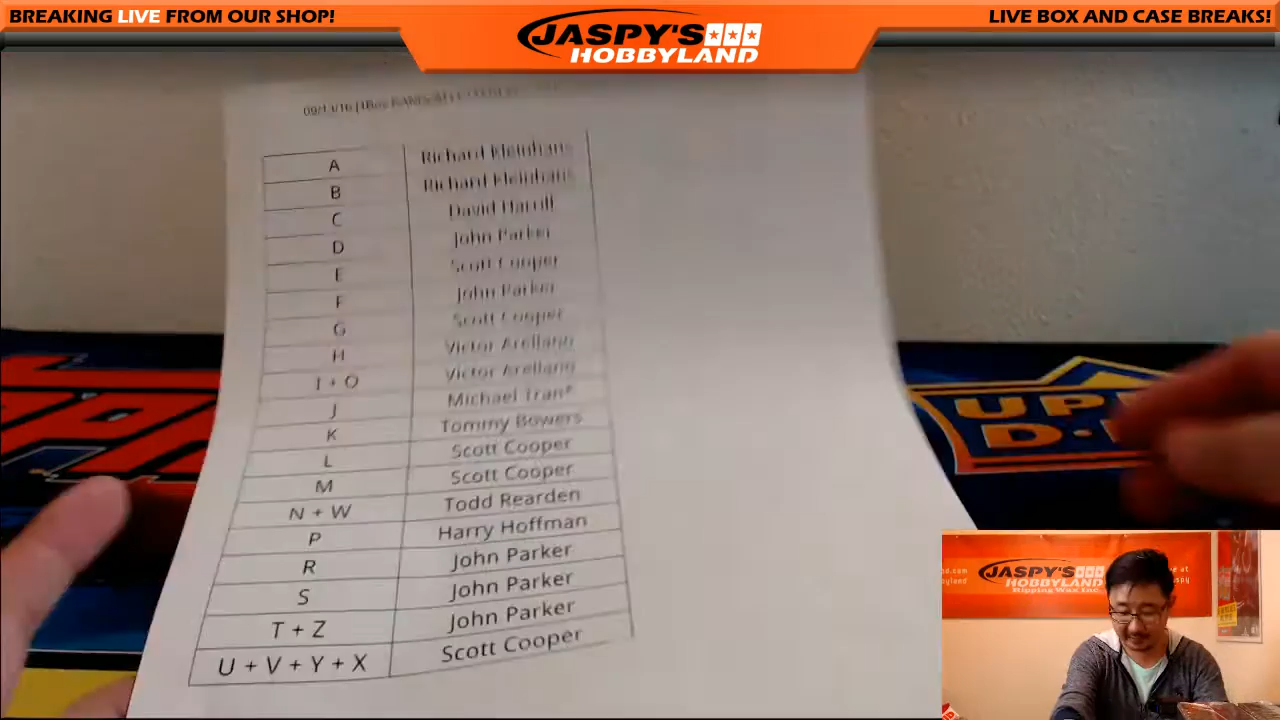 BREAKING LIVE FROM OUR SHOP!
JASPY'S
HOBBYLAND
LIVE BOX AND CASE BREAKS!
A Richard Kleinhans
B Richard Kleinhans
C David Harrill
D John Parker
E Scott Cooper
F John Parker
G Scott Cooper
H Victor Arellano
I + O Victor Arellano
J Michael Tran*
K Tommy Bowers
L Scott Cooper
M Scott Cooper
N + W Todd Rearden
P Harry Hoffman
R John Parker
S John Parker
T + Z John Parker
U + V + Y + X Scott Cooper
UP
D
JASPY'S
HOBBYLAND
Ripping Wax Inc